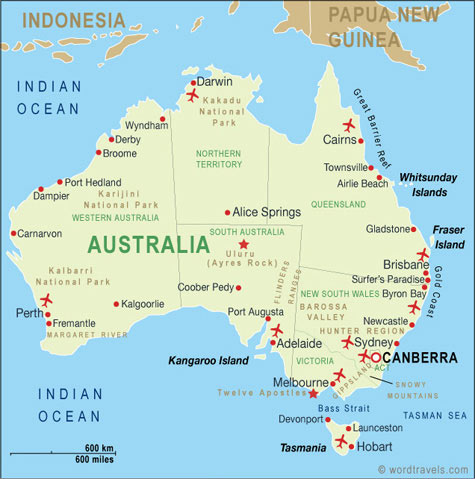 INDONESIA
PAPUA NEW
GUINEA
INDIAN
OCEAN
Darwin
Kakadu
National
Park
Great Barrier Reef
Wyndham
Derby
Broome
Cairns
NORTHERN
TERRITORY
Townsville
Airlie Beach
Whitsunday
Islands
Port Hedland
Dampier
Karijini
National Park
WESTERN AUSTRALIA
QUEENSLAND
Alice Springs
Carnarvon
Gladstone
Fraser
Island
AUSTRALIA
SOUTH AUSTRALIA
Uluru
(Ayres Rock)
Kalbarri
National Park
FLINDERS
RANGES
Brisbane
Surfer's Paradise
Byron Bay
Gold Coast
Coober Pedy
NEW SOUTH WALES
BAROSSA
VALLEY
Kalgoorlie
Perth
Fremantle
MARGARET RIVER
Port Augusta
HUNTER REGION
Newcastle
Adelaide
Sydney
Kangaroo Island
VICTORIA
CANBERRA
ACT
Melbourne
GIPPSLAND
SNOWY
MOUNTAINS
Twelve Apostles
INDIAN
OCEAN
Bass Strait
TASMAN SEA
Devonport
Launceston
Tasmania
Hobart
600 km
600 miles
© wordtravels.com